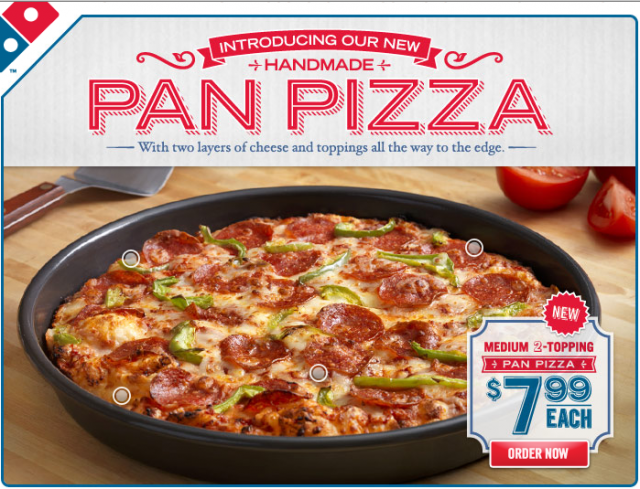 INTRODUCING OUR NEW
HANDMADE
PAN PIZZA
With two layers of cheese and toppings all the way to the edge.
TM
NEW
MEDIUM 2-TOPPING
PAN PIZZA
$7.99
EACH
ORDER NOW